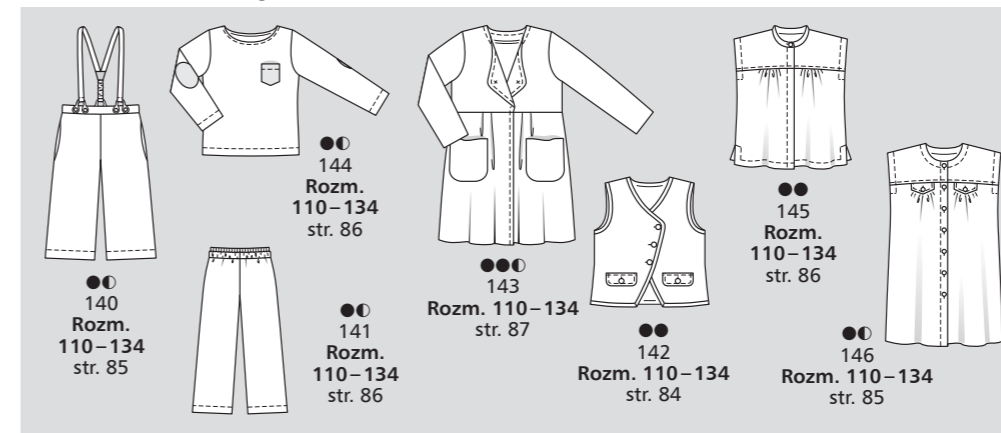 ●◐
140
Rozm.
110–134
str. 85
●◐
144
Rozm.
110–134
str. 86
●◐
141
Rozm.
110–134
str. 86
●●◐
143
Rozm. 110–134
str. 87
●●
142
Rozm. 110–134
str. 84
●●
145
Rozm.
110–134
str. 86
●◐
146
Rozm. 110–134
str. 85